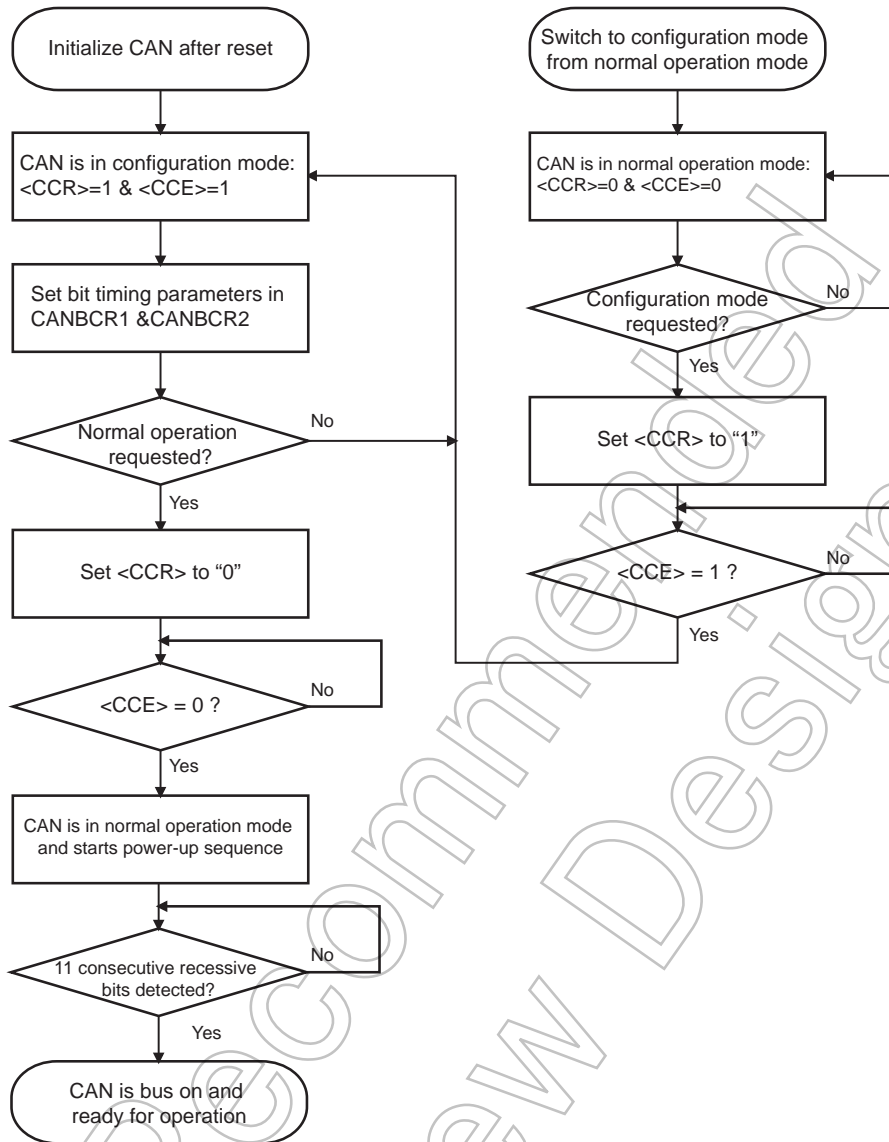 Initialize CAN after reset
CAN is in configuration mode:
<CCR>=1 & <CCE>=1
Set bit timing parameters in
CANBCR1 &CANBCR2
Normal operation
requested?
No
Yes
Set <CCR> to “0”
<CCE> = 0 ?
No
Yes
CAN is in normal operation mode
and starts power-up sequence
11 consecutive recessive
bits detected?
No
Yes
CAN is bus on and
ready for operation
Switch to configuration mode
from normal operation mode
CAN is in normal operation mode:
<CCR>=0 & <CCE>=0
Configuration mode
requested?
No
Yes
Set <CCR> to “1”
<CCE> = 1 ?
No
Yes
Recommended
New Design